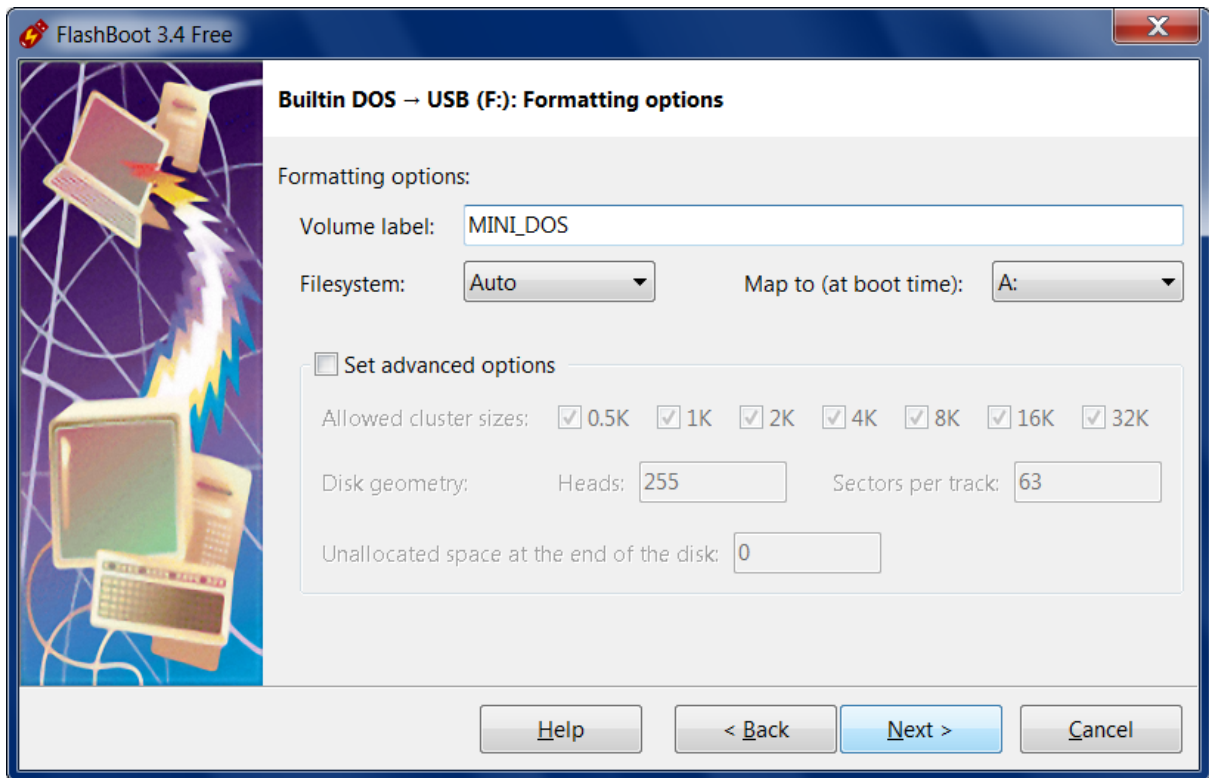 FlashBoot 3.4 Free
X
Builtin DOS → USB (F:): Formatting options
Formatting options:
Volume label: MINI_DOS
Filesystem: Auto Map to (at boot time): A:
Set advanced options
Allowed cluster sizes: 0.5K 1K 2K 4K 8K 16K 32K
Disk geometry: Heads: 255 Sectors per track: 63
Unallocated space at the end of the disk: 0
Help < Back Next > Cancel